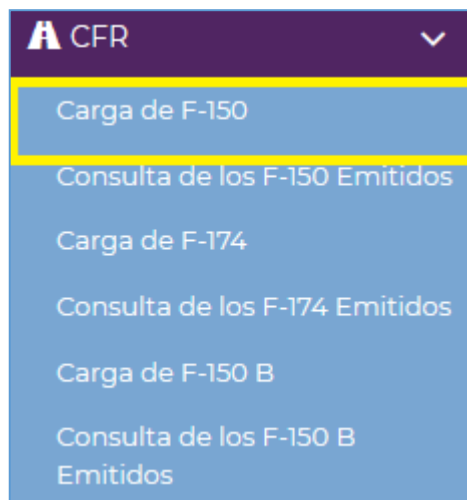 CFR
Carga de F-150
Consulta de los F-150 Emitidos
Carga de F-174
Consulta de los F-174 Emitidos
Carga de F-150 B
Consulta de los F-150 B
Emitidos